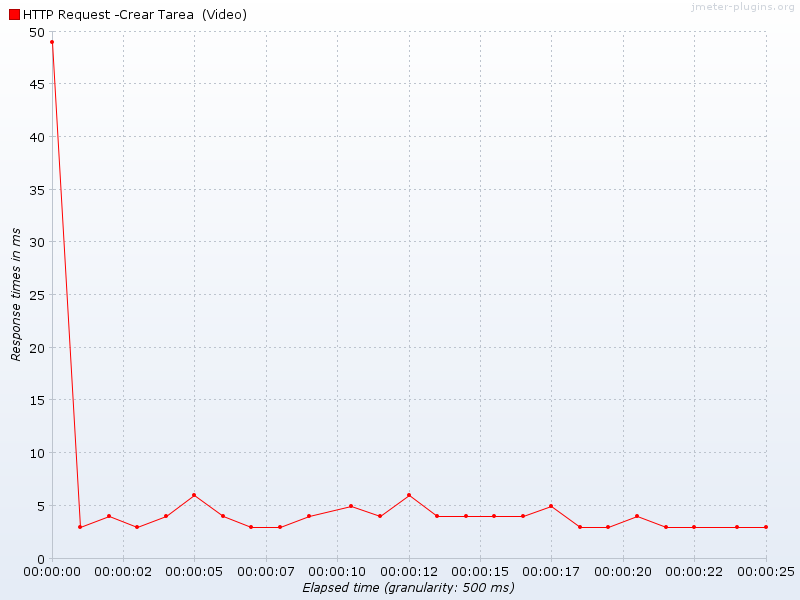 jmeter-plugins.org
HTTP Request -Crear Tarea  (Video)
50
45
40
35
30
25
20
15
10
5
0
Response times in ms
00:00:00 00:00:02 00:00:05 00:00:07 00:00:10 00:00:12 00:00:15 00:00:17 00:00:20 00:00:22 00:00:25
Elapsed time (granularity: 500 ms)